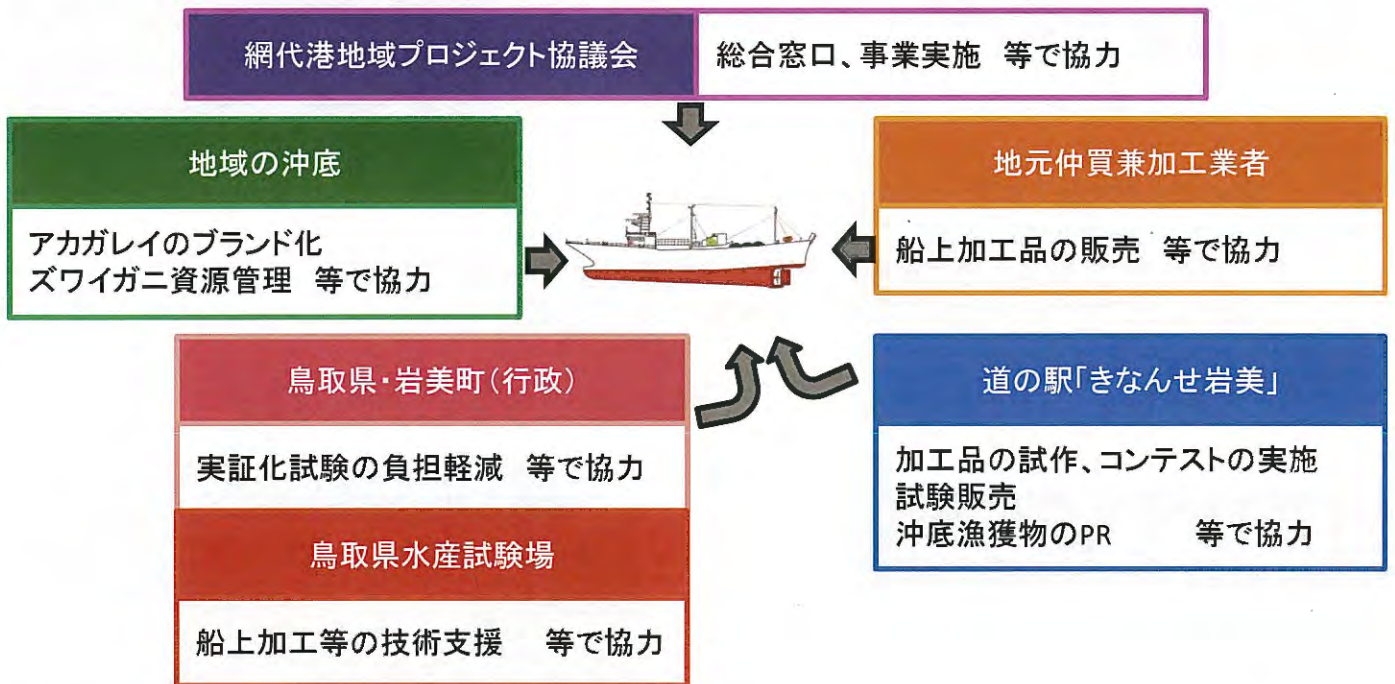 網代港地域プロジェクト協議会
総合窓口、事業実施 等で協力
地域の沖底
アカガレイのブランド化
ズワイガニ資源管理 等で協力
地元仲買兼加工業者
船上加工品の販売 等で協力
鳥取県・岩美町(行政)
実証化試験の負担軽減 等で協力
鳥取県水産試験場
船上加工等の技術支援 等で協力
道の駅「きなんせ岩美」
加工品の試作、コンテストの実施
試験販売
沖底漁獲物のPR 等で協力